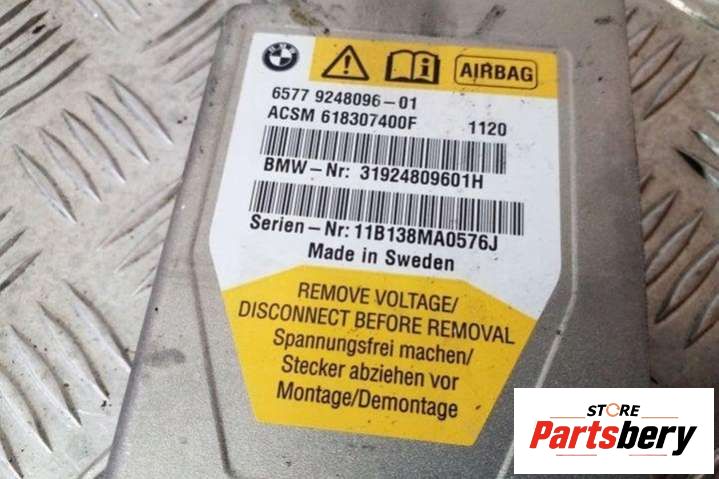 BMW
AIRBAG
6577 9248096-01
ACSM 618307400F 1120
BMW-Nr: 31924809601H
Serien-Nr: 11B138MA0576J
Made in Sweden
REMOVE VOLTAGE/
DISCONNECT BEFORE REMOVAL
Spannungsfrei machen/
Stecker abziehen vor
Montage/Demontage
STORE
Partsbery